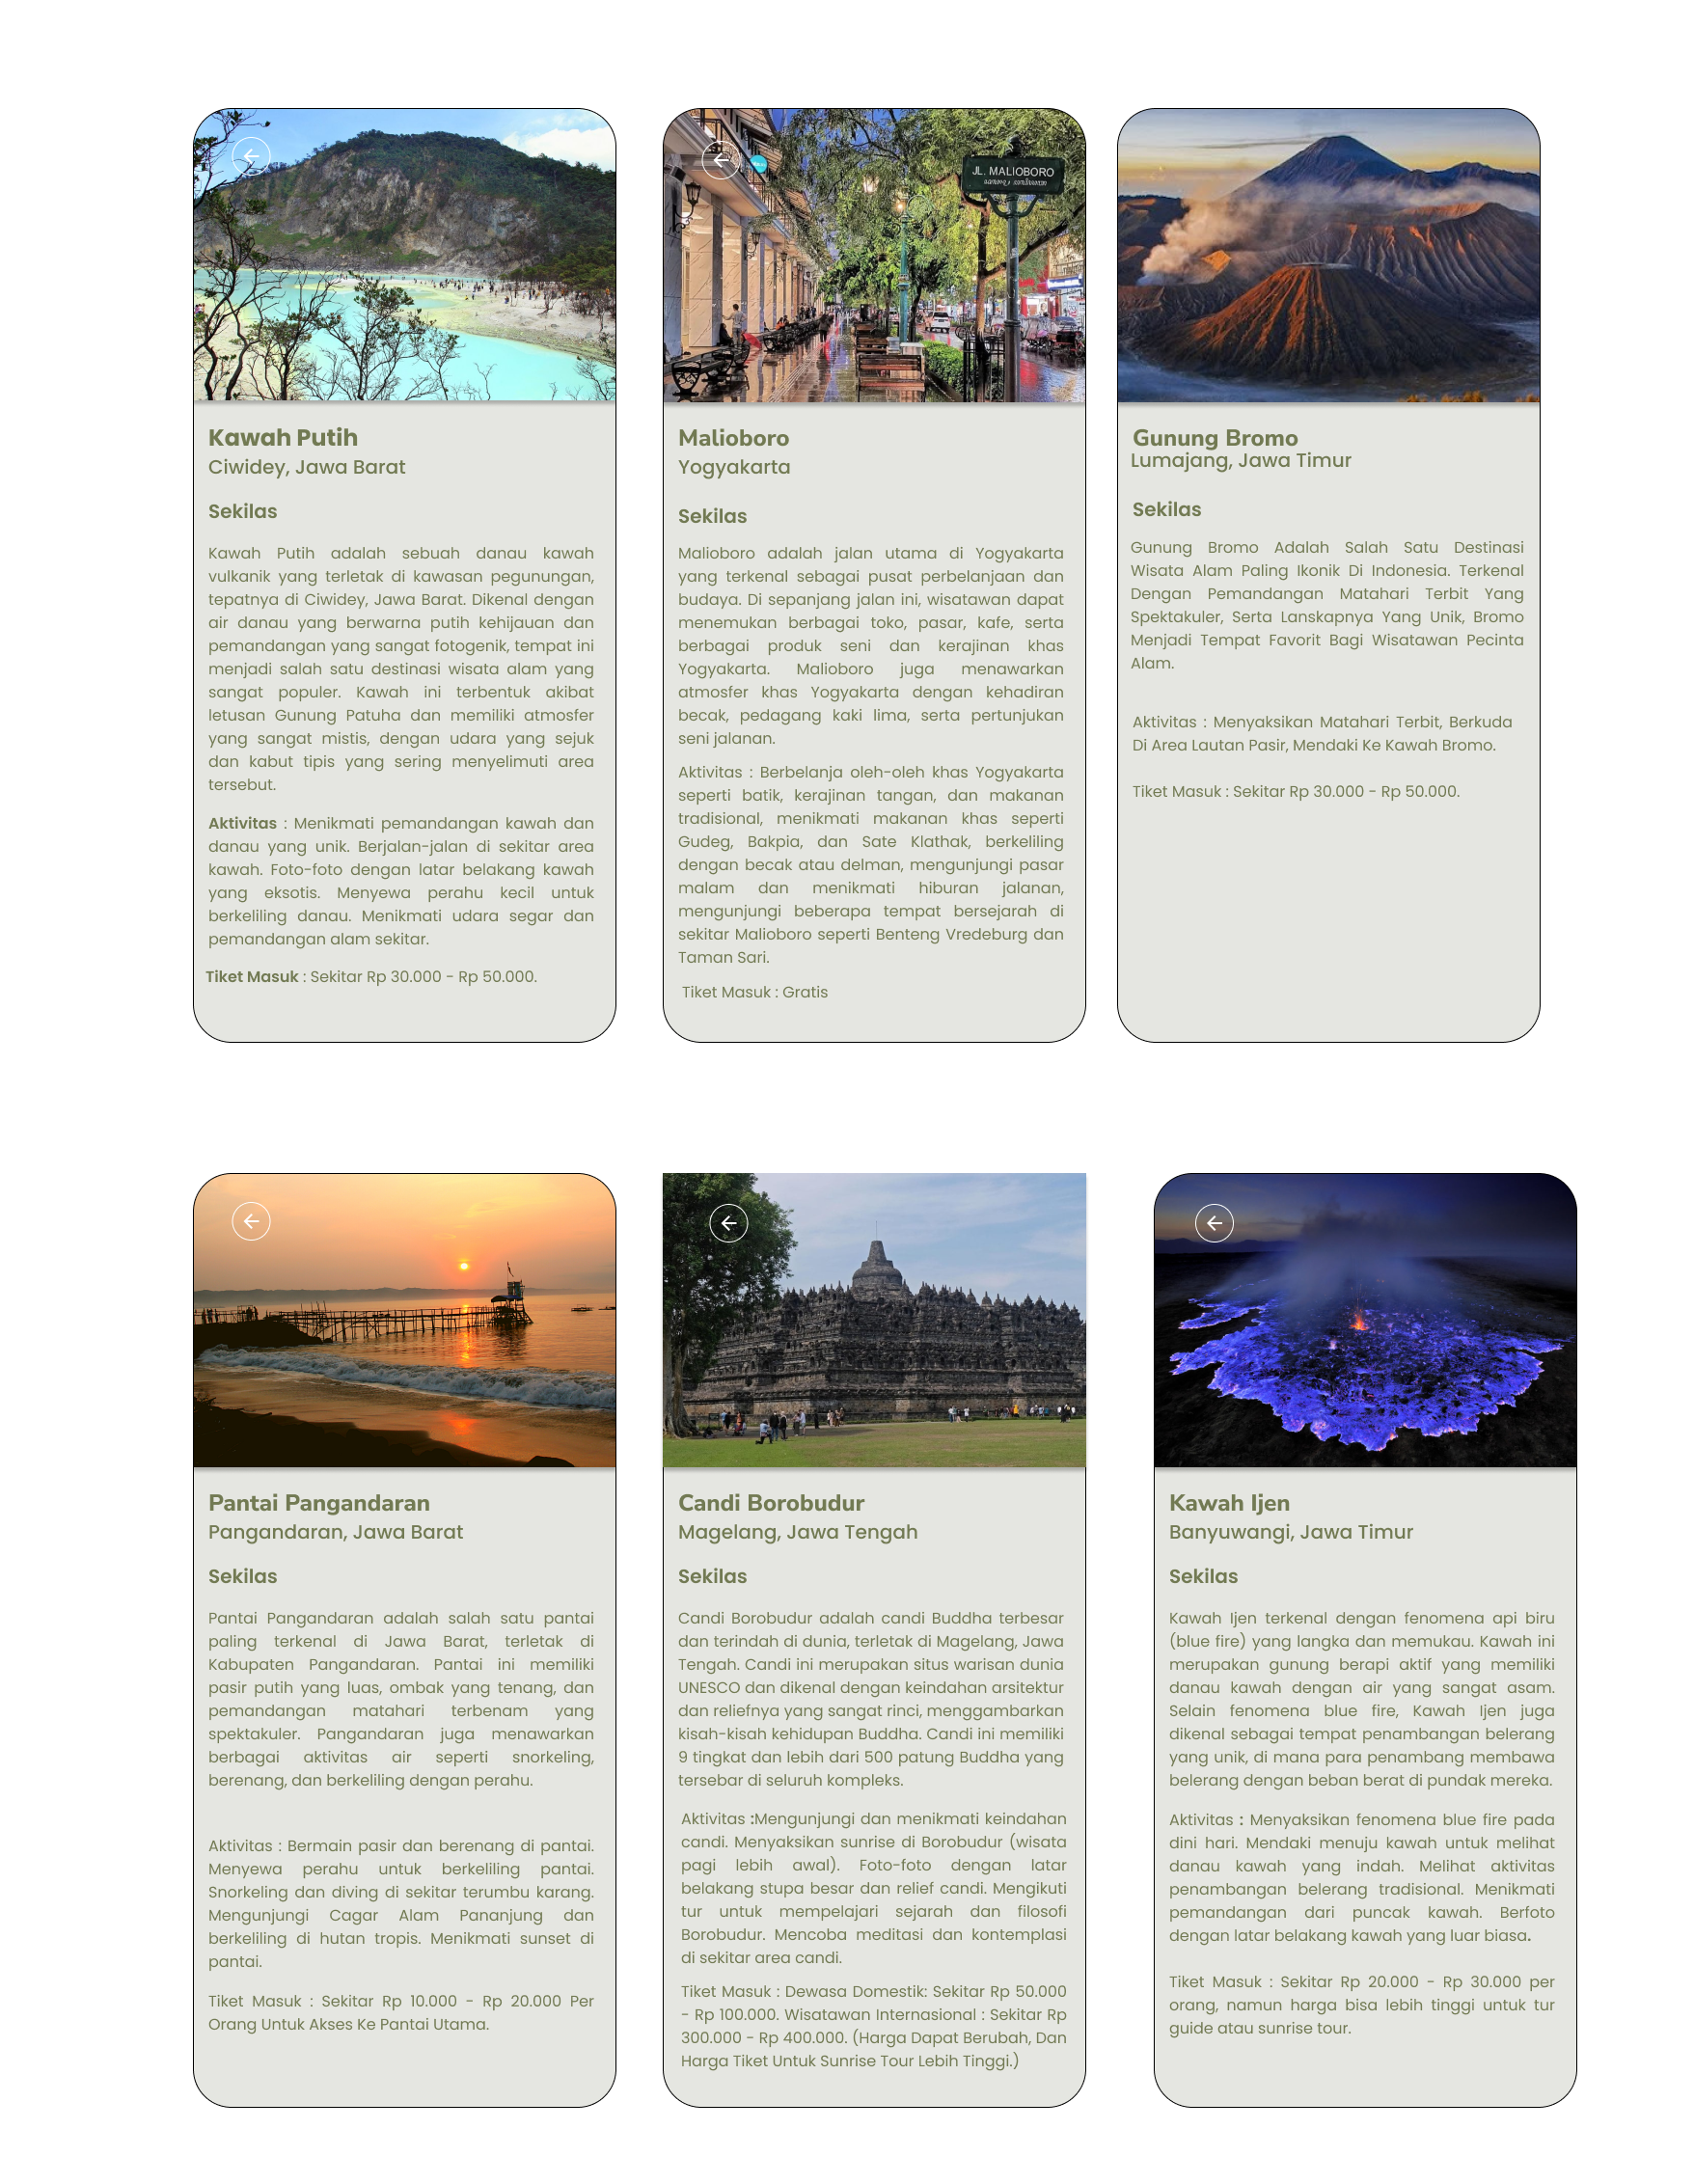 JL. MALIOBORO
Kawah Putih
Ciwidey, Jawa Barat
Sekilas
Kawah Putih adalah sebuah danau kawah
vulkanik yang terletak di kawasan pegunungan,
tepatnya di Ciwidey, Jawa Barat. Dikenal dengan
air danau yang berwarna putih kehijauan dan
pemandangan yang sangat fotogenik, tempat ini
menjadi salah satu destinasi wisata alam yang
sangat populer. Kawah ini terbentuk akibat
letusan Gunung Patuha dan memiliki atmosfer
yang sangat mistis, dengan udara yang sejuk
dan kabut tipis yang sering menyelimuti area
tersebut.
Aktivitas : Menikmati pemandangan kawah dan
danau yang unik. Berjalan-jalan di sekitar area
kawah. Foto-foto dengan latar belakang kawah
yang eksotis. Menyewa perahu kecil untuk
berkeliling danau. Menikmati udara segar dan
pemandangan alam sekitar.
Tiket Masuk : Sekitar Rp 30.000 - Rp 50.000.
Malioboro
Yogyakarta
Sekilas
Malioboro adalah jalan utama di Yogyakarta
yang terkenal sebagai pusat perbelanjaan dan
budaya. Di sepanjang jalan ini, wisatawan dapat
menemukan berbagai toko, pasar, kafe, serta
berbagai produk seni dan kerajinan khas
Yogyakarta. Malioboro juga menawarkan
atmosfer khas Yogyakarta dengan kehadiran
becak, pedagang kaki lima, serta pertunjukan
seni jalanan.
Aktivitas : Berbelanja oleh-oleh khas Yogyakarta
seperti batik, kerajinan tangan, dan makanan
tradisional, menikmati makanan khas seperti
Gudeg, Bakpia, dan Sate Klathak, berkeliling
dengan becak atau delman, mengunjungi pasar
malam dan menikmati hiburan jalanan,
mengunjungi beberapa tempat bersejarah di
sekitar Malioboro seperti Benteng Vredeburg dan
Taman Sari.
Tiket Masuk : Gratis
Gunung Bromo
Lumajang, Jawa Timur
Sekilas
Gunung Bromo Adalah Salah Satu Destinasi
Wisata Alam Paling Ikonik Di Indonesia. Terkenal
Dengan Pemandangan Matahari Terbit Yang
Spektakuler, Serta Lanskapnya Yang Unik, Bromo
Menjadi Tempat Favorit Bagi Wisatawan Pecinta
Alam.
Aktivitas : Menyaksikan Matahari Terbit, Berkuda
Di Area Lautan Pasir, Mendaki Ke Kawah Bromo.
Tiket Masuk : Sekitar Rp 30.000 - Rp 50.000.
Pantai Pangandaran
Pangandaran, Jawa Barat
Sekilas
Pantai Pangandaran adalah salah satu pantai
paling terkenal di Jawa Barat, terletak di
Kabupaten Pangandaran. Pantai ini memiliki
pasir putih yang luas, ombak yang tenang, dan
pemandangan matahari terbenam yang
spektakuler. Pangandaran juga menawarkan
berbagai aktivitas air seperti snorkeling,
berenang, dan berkeliling dengan perahu.
Aktivitas : Bermain pasir dan berenang di pantai.
Menyewa perahu untuk berkeliling pantai.
Snorkeling dan diving di sekitar terumbu karang.
Mengunjungi Cagar Alam Pananjung dan
berkeliling di hutan tropis. Menikmati sunset di
pantai.
Tiket Masuk : Sekitar Rp 10.000 - Rp 20.000 Per
Orang Untuk Akses Ke Pantai Utama.
Candi Borobudur
Magelang, Jawa Tengah
Sekilas
Candi Borobudur adalah candi Buddha terbesar
dan terindah di dunia, terletak di Magelang, Jawa
Tengah. Candi ini merupakan situs warisan dunia
UNESCO dan dikenal dengan keindahan arsitektur
dan reliefnya yang sangat rinci, menggambarkan
kisah-kisah kehidupan Buddha. Candi ini memiliki
9 tingkat dan lebih dari 500 patung Buddha yang
tersebar di seluruh kompleks.
Aktivitas :Mengunjungi dan menikmati keindahan
candi. Menyaksikan sunrise di Borobudur (wisata
pagi lebih awal). Foto-foto dengan latar
belakang stupa besar dan relief candi. Mengikuti
tur untuk mempelajari sejarah dan filosofi
Borobudur. Mencoba meditasi dan kontemplasi
di sekitar area candi.
Tiket Masuk : Dewasa Domestik: Sekitar Rp 50.000
- Rp 100.000. Wisatawan Internasional : Sekitar Rp
300.000 - Rp 400.000. (Harga Dapat Berubah, Dan
Harga Tiket Untuk Sunrise Tour Lebih Tinggi.)
Kawah Ijen
Banyuwangi, Jawa Timur
Sekilas
Kawah Ijen terkenal dengan fenomena api biru
(blue fire) yang langka dan memukau. Kawah ini
merupakan gunung berapi aktif yang memiliki
danau kawah dengan air yang sangat asam.
Selain fenomena blue fire, Kawah Ijen juga
dikenal sebagai tempat penambangan belerang
yang unik, di mana para penambang membawa
belerang dengan beban berat di pundak mereka.
Aktivitas : Menyaksikan fenomena blue fire pada
dini hari. Mendaki menuju kawah untuk melihat
danau kawah yang indah. Melihat aktivitas
penambangan belerang tradisional. Menikmati
pemandangan dari puncak kawah. Berfoto
dengan latar belakang kawah yang luar biasa.
Tiket Masuk : Sekitar Rp 20.000 - Rp 30.000 per
orang, namun harga bisa lebih tinggi untuk tur
guide atau sunrise tour.